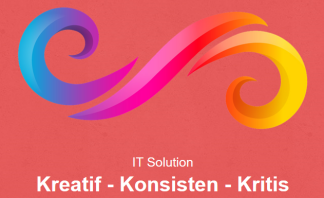 IT Solution
Kreatif - Konsisten - Kritis